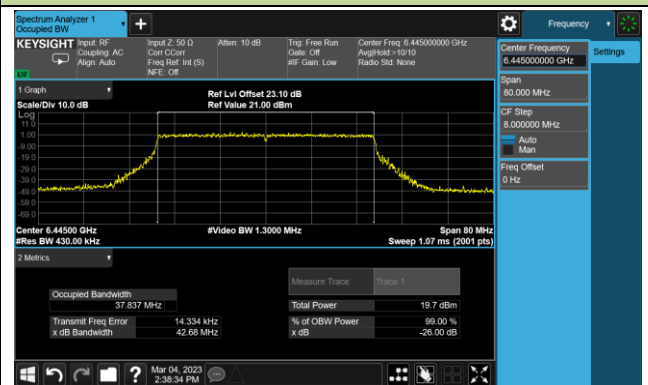 Spectrum Analyzer 1
Occupied BW
+
Frequency
KEYSIGHT
Input: RF
Coupling: AC
Align: Auto
Input Z: 50 Ω
Corr CCorr
Freq Ref: Int (S)
NFE: Off
Atten: 10 dB
Trig: Free Run
Gate: Off
#IF Gain: Low
Center Freq: 6.445000000 GHz
Avg|Hold:>10/10
Radio Std: None
Center Frequency
6.445000000 GHz
Settings
Span
80.000 MHz
CF Step
8.000000 MHz
Auto
Man
Freq Offset
0 Hz
1 Graph
Scale/Div 10.0 dB
Ref Lvl Offset 23.10 dB
Ref Value 21.00 dBm
Log
11.0
1.00
-9.00
-19.0
-29.0
-39.0
-49.0
-59.0
-69.0
Center 6.44500 GHz
#Res BW 430.00 kHz
#Video BW 1.3000 MHz
Span 80 MHz
Sweep 1.07 ms (2001 pts)
2 Metrics
Measure Trace
Trace 1
Occupied Bandwidth
37.837 MHz
Total Power
19.7 dBm
Transmit Freq Error
14.334 kHz
% of OBW Power
99.00 %
x dB Bandwidth
42.68 MHz
x dB
-26.00 dB
?
Mar 04, 2023
2:38:34 PM